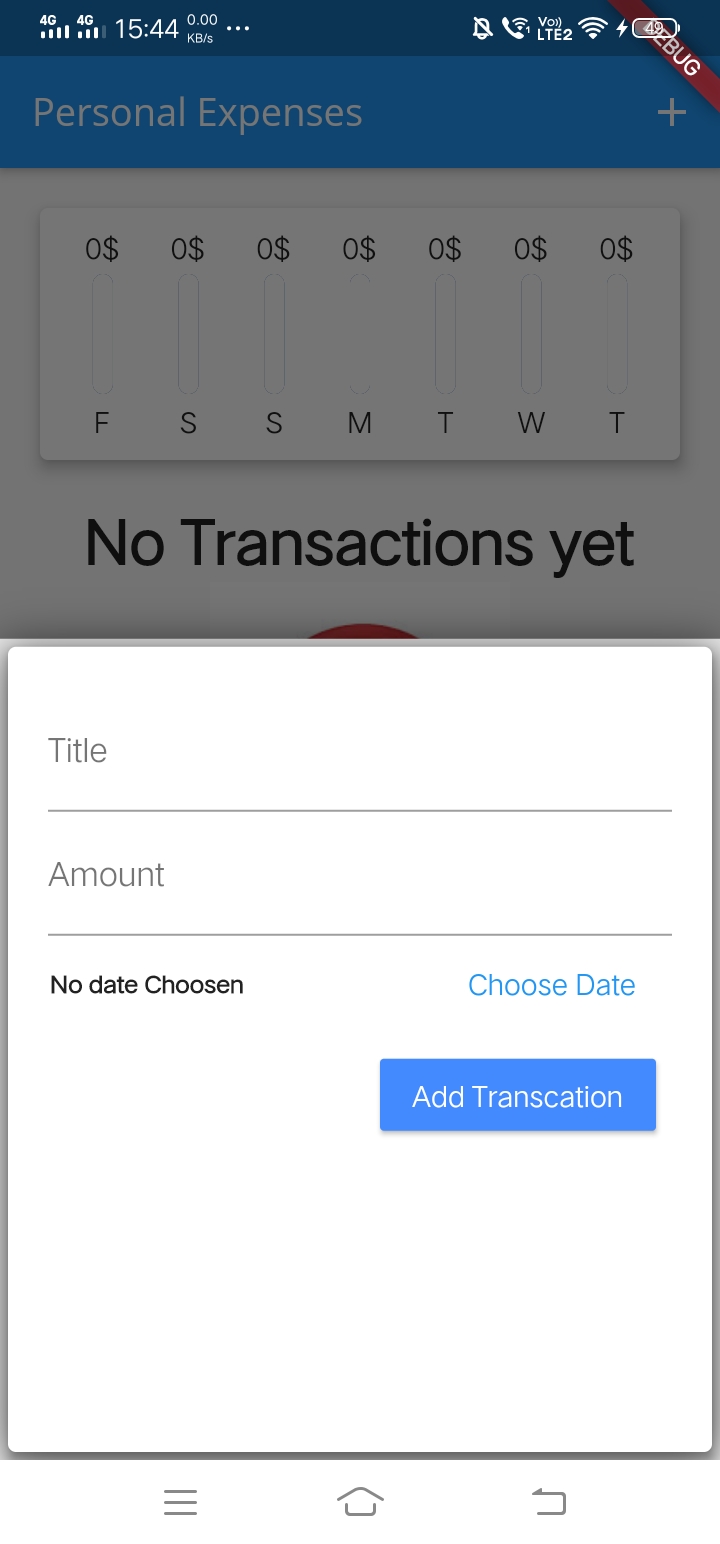 4G 4G 15:44 0.00 KB/s ... Vo)) LTE2 49
Personal Expenses +
0$ 0$ 0$ 0$ 0$ 0$ 0$
F S S M T W T
No Transactions yet
Title
Amount
No date Choosen Choose Date
Add Transcation